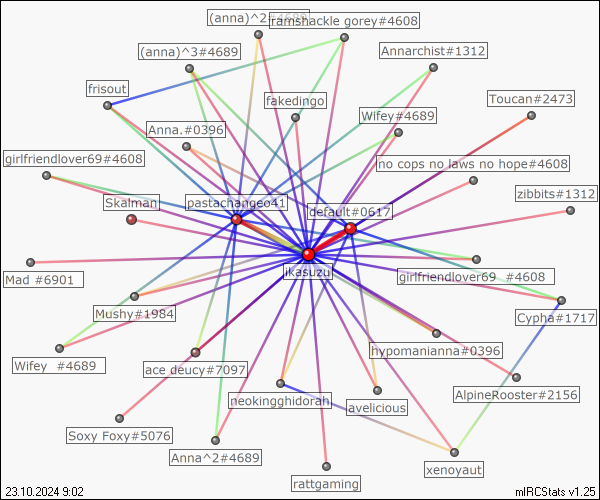 (anna)^2#4689
ramshackle gorey#4608
(anna)^3#4689
Annarchist#1312
frisout
fakedingo
Toucan#2473
Wifey#4689
Anna.#0396
girlfriendlover69#4608
no cops no laws no hope#4608
zibbits#1312
Skalman
pastachangeo41
default#0617
ikasuzu
Mad #6901
girlfriendlover69 _#4608
Mushy#1984
Cypha#1717
Wifey _#4689
hypomanianna#0396
ace deucy#7097
AlpineRooster#2156
neokingghidorah
avelicious
Soxy Foxy#5076
Anna^2#4689
xenoyaut
rattgaming
23.10.2024 9:02
mIRCStats v1.25